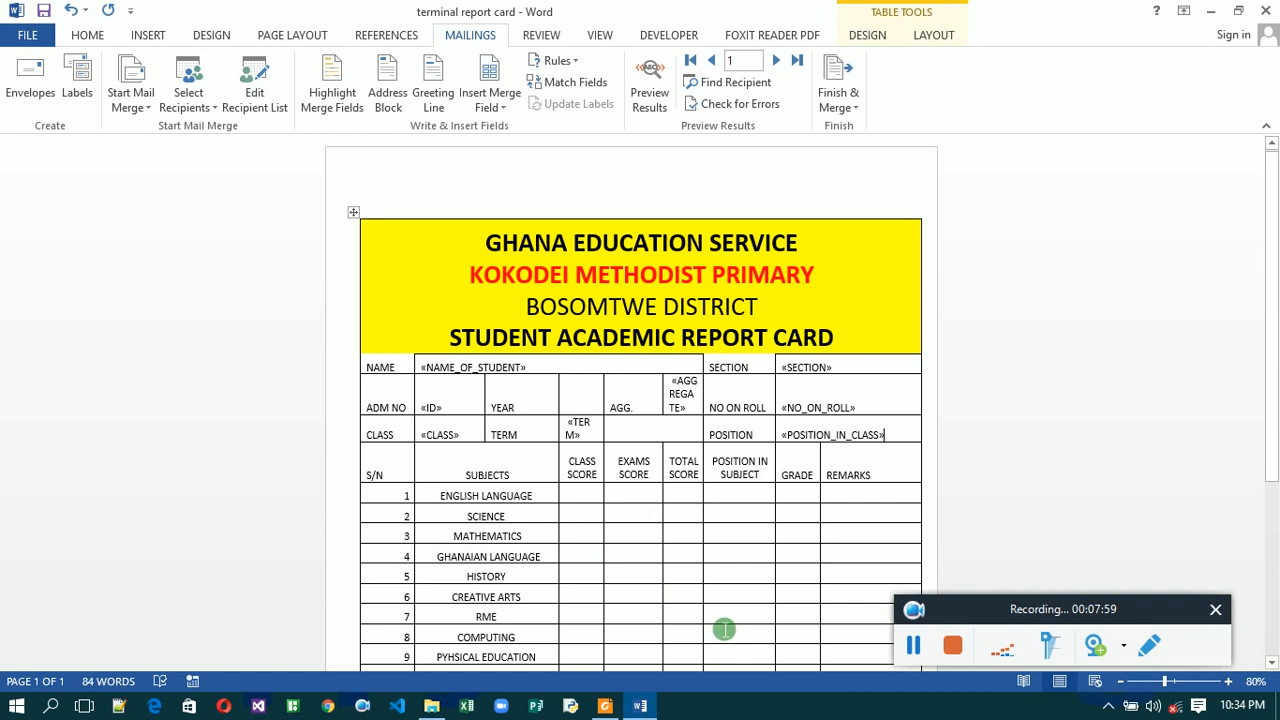 terminal report card - Word
TABLE TOOLS
Sign in
FILE HOME INSERT DESIGN PAGE LAYOUT REFERENCES MAILINGS REVIEW VIEW DEVELOPER FOXIT READER PDF DESIGN LAYOUT
Envelopes
Labels
Create
Start Mail Merge
Select Recipients
Edit Recipient List
Start Mail Merge
Highlight Merge Fields
Address Block
Greeting Line
Insert Merge Field
Rules
Match Fields
Update Labels
Write & Insert Fields
Preview Results
1
Find Recipient
Check for Errors
Preview Results
Finish & Merge
Finish
GHANA EDUCATION SERVICE
KOKODEI METHODIST PRIMARY
BOSOMTWE DISTRICT
STUDENT ACADEMIC REPORT CARD
NAME «NAME_OF_STUDENT» SECTION «SECTION»
ADM NO «ID» YEAR AGG. «AGGREGATE» NO ON ROLL «NO_ON_ROLL»
CLASS «CLASS» TERM «TERM» POSITION «POSITION_IN_CLASS»
S/N SUBJECTS CLASS SCORE EXAMS SCORE TOTAL SCORE POSITION IN SUBJECT GRADE REMARKS
1 ENGLISH LANGUAGE
2 SCIENCE
3 MATHEMATICS
4 GHANAIAN LANGUAGE
5 HISTORY
6 CREATIVE ARTS
7 RME
8 COMPUTING
9 PYHSICAL EDUCATION
Recording... 00:07:59
PAGE 1 OF 1 84 WORDS 80%
10:34 PM